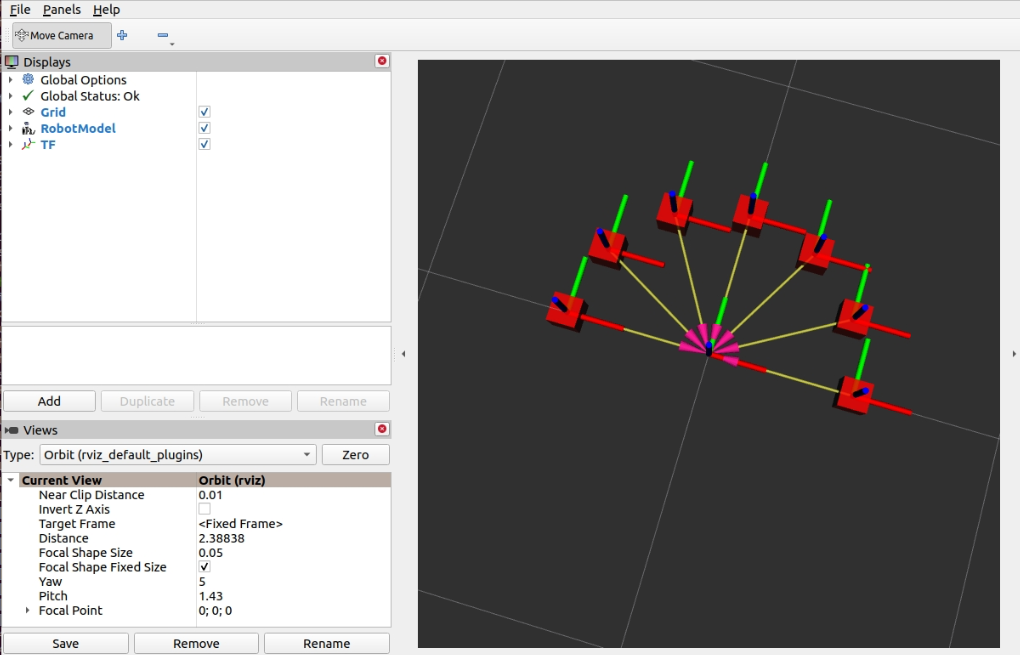 File Panels Help
Move Camera
Displays
Global Options
Global Status: Ok
Grid
RobotModel
TF
Add Duplicate Remove Rename
Views
Type: Orbit (rviz_default_plugins) Zero
Current View Orbit (rviz)
Near Clip Distance 0.01
Invert Z Axis
Target Frame <Fixed Frame>
Distance 2.38838
Focal Shape Size 0.05
Focal Shape Fixed Size
Yaw 5
Pitch 1.43
Focal Point 0; 0; 0
Save Remove Rename